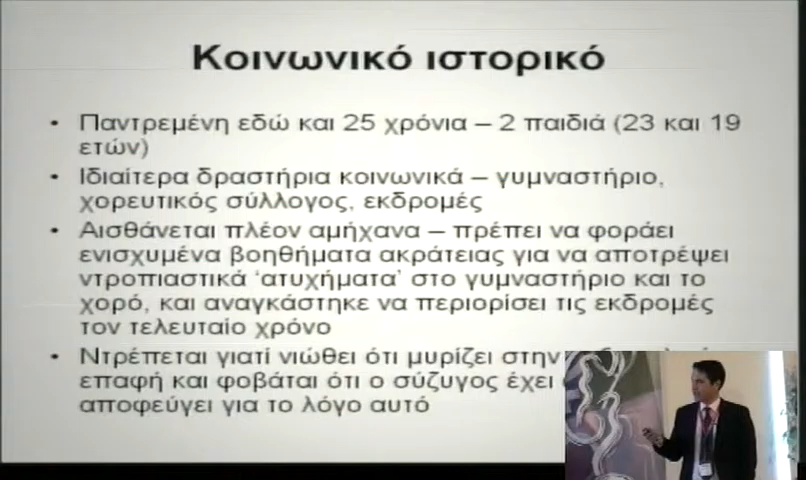 Κοινωνικό ιστορικό
• Παντρεμένη εδώ και 25 χρόνια – 2 παιδιά (23 και 19
ετών)
• Ιδιαίτερα δραστήρια κοινωνικά – γυμναστήριο,
χορευτικός σύλλογος, εκδρομές
• Αισθάνεται πλέον αμήχανα – πρέπει να φοράει
ενισχυμένα βοηθήματα ακράτειας για να αποτρέψει
ντροπιαστικά ‘ατυχήματα’ στο γυμναστήριο και το
χορό, και αναγκάστηκε να περιορίσει τις εκδρομές
τον τελευταίο χρόνο
• Ντρέπεται γιατί νιώθει ότι μυρίζει στην
επαφή και φοβάται ότι ο σύζυγος έχει
αποφεύγει για το λόγο αυτό